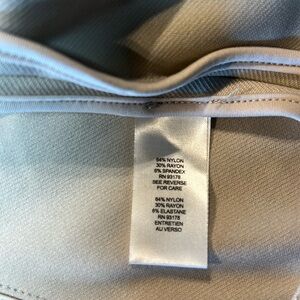 64% NYLON
30% RAYON
6% SPANDEX
RN 93178
SEE REVERSE
FOR CARE
64% NYLON
30% RAYON
6% ELASTANE
RN 93178
ENTRETIEN
AU VERSO